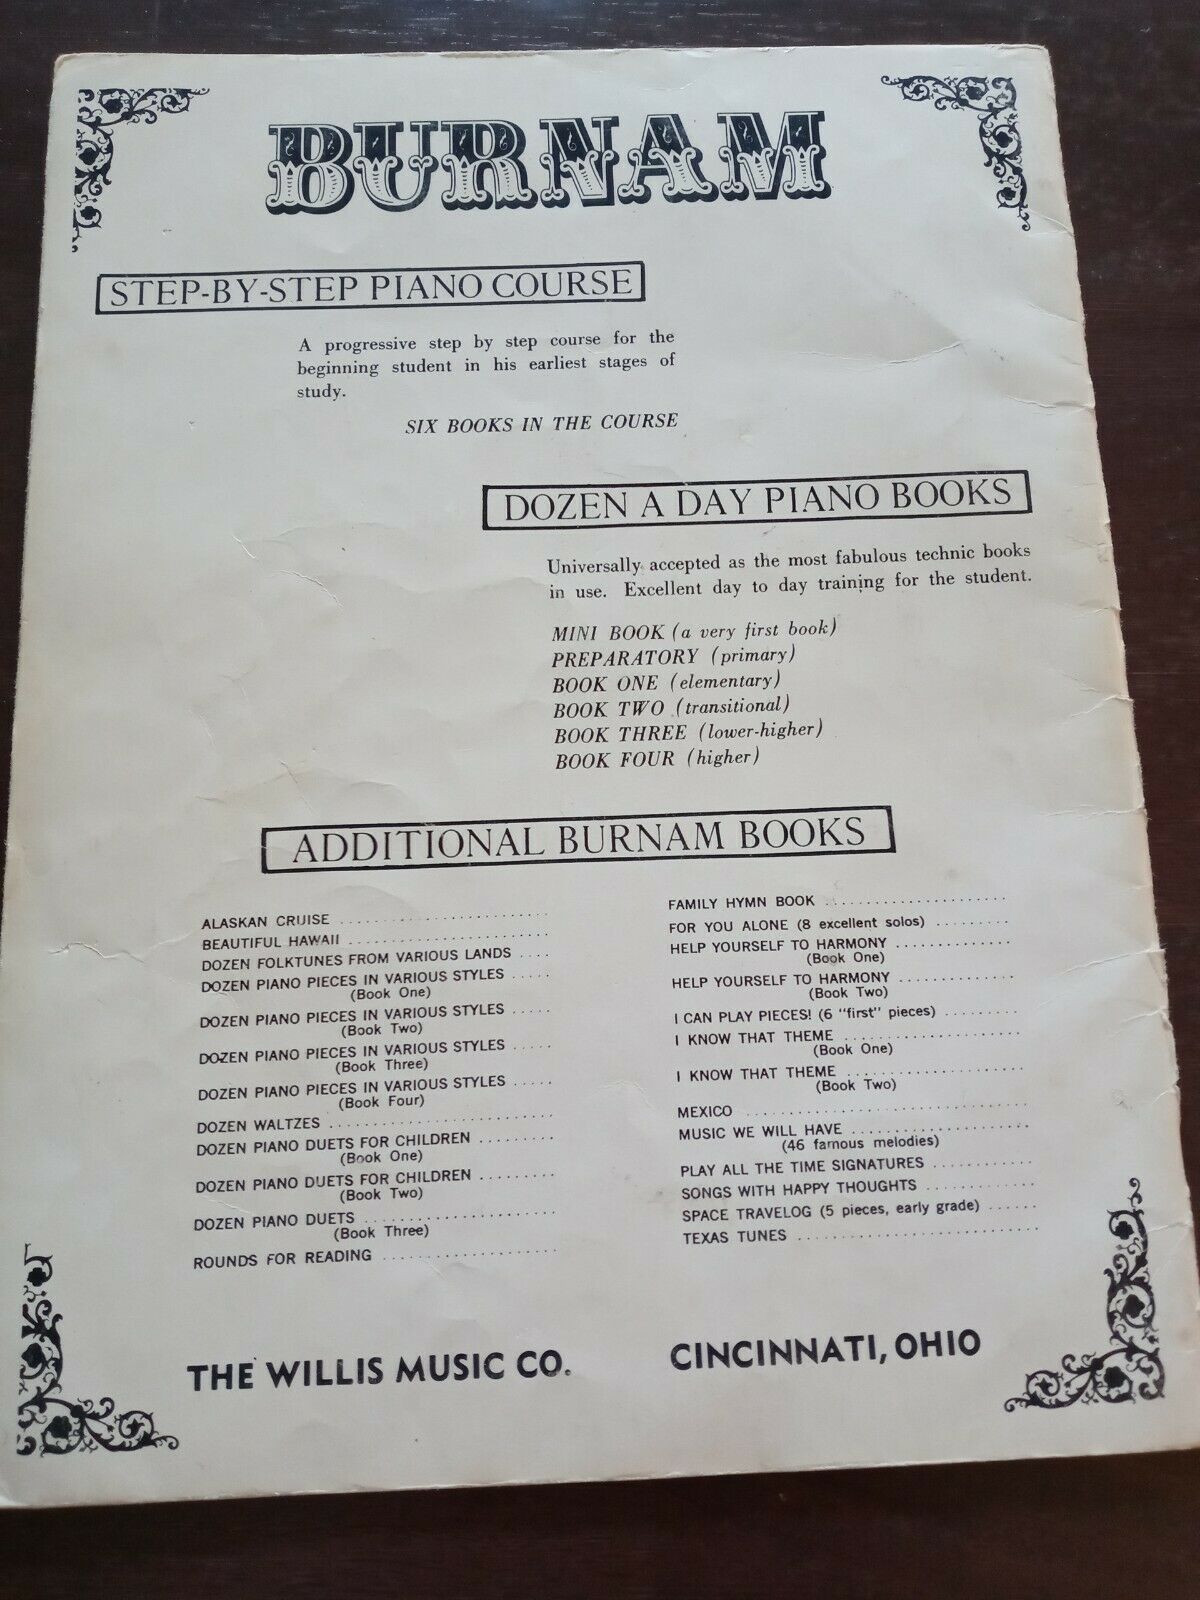 BURNAM
STEP-BY-STEP PIANO COURSE
A progressive step by step course for the
beginning student in his earliest stages of
study.
SIX BOOKS IN THE COURSE
DOZEN A DAY PIANO BOOKS
Universally accepted as the most fabulous technic books
in use. Excellent day to day training for the student.
MINI BOOK (a very first book)
PREPARATORY (primary)
BOOK ONE (elementary)
BOOK TWO (transitional)
BOOK THREE (lower-higher)
BOOK FOUR (higher)
ADDITIONAL BURNAM BOOKS
ALASKAN CRUISE
BEAUTIFUL HAWAII
DOZEN FOLKTUNES FROM VARIOUS LANDS
DOZEN PIANO PIECES IN VARIOUS STYLES
(Book One)
DOZEN PIANO PIECES IN VARIOUS STYLES
(Book Two)
DOZEN PIANO PIECES IN VARIOUS STYLES
(Book Three)
DOZEN PIANO PIECES IN VARIOUS STYLES
(Book Four)
DOZEN WALTZES
DOZEN PIANO DUETS FOR CHILDREN
(Book One)
DOZEN PIANO DUETS FOR CHILDREN
(Book Two)
DOZEN PIANO DUETS
(Book Three)
ROUNDS FOR READING
FAMILY HYMN BOOK
FOR YOU ALONE (8 excellent solos)
HELP YOURSELF TO HARMONY
(Book One)
HELP YOURSELF TO HARMONY
(Book Two)
I CAN PLAY PIECES! (6 "first" pieces)
I KNOW THAT THEME
(Book One)
I KNOW THAT THEME
(Book Two)
MEXICO
MUSIC WE WILL HAVE
(46 famous melodies)
PLAY ALL THE TIME SIGNATURES
SONGS WITH HAPPY THOUGHTS
SPACE TRAVELOG (5 pieces, early grade)
TEXAS TUNES
THE WILLIS MUSIC CO.
CINCINNATI, OHIO